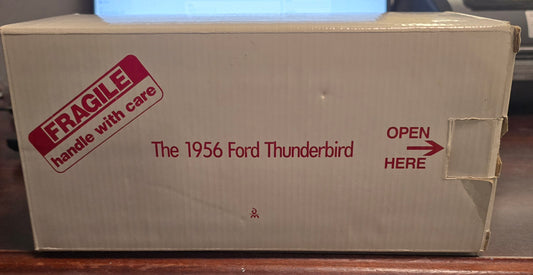 FRAGILE
handle with care
The 1956 Ford Thunderbird
OPEN
HERE